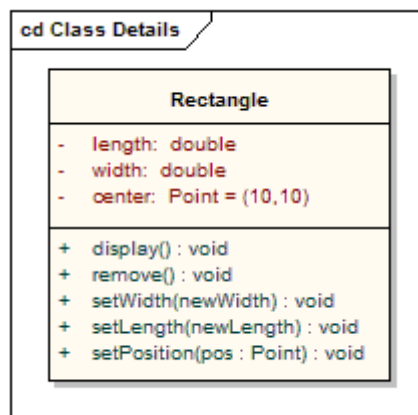 cd Class Details
Rectangle
- length: double
- width: double
- center: Point = (10,10)
+ display() : void
+ remove() : void
+ setWidth(newWidth) : void
+ setLength(newLength) : void
+ setPosition(pos : Point) : void